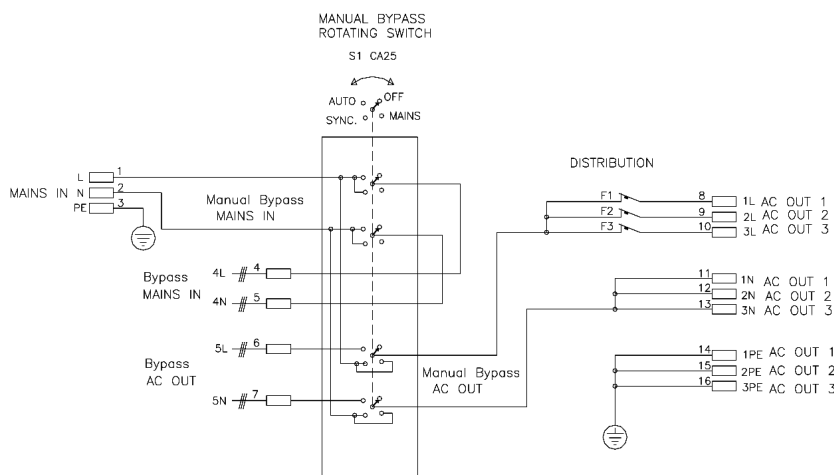 MANUAL BYPASS
ROTATING SWITCH
S1 CA25
AUTO
OFF
SYNC.
MAINS
MAINS IN
L 1
N 2
PE 3
Manual Bypass
MAINS IN
Bypass
MAINS IN
4L 4
4N 5
Bypass
AC OUT
5L 6
5N 7
Manual Bypass
AC OUT
DISTRIBUTION
F1 8 1L AC OUT 1
F2 9 2L AC OUT 2
F3 10 3L AC OUT 3
11 1N AC OUT 1
12 2N AC OUT 2
13 3N AC OUT 3
14 1PE AC OUT 1
15 2PE AC OUT 2
16 3PE AC OUT 3